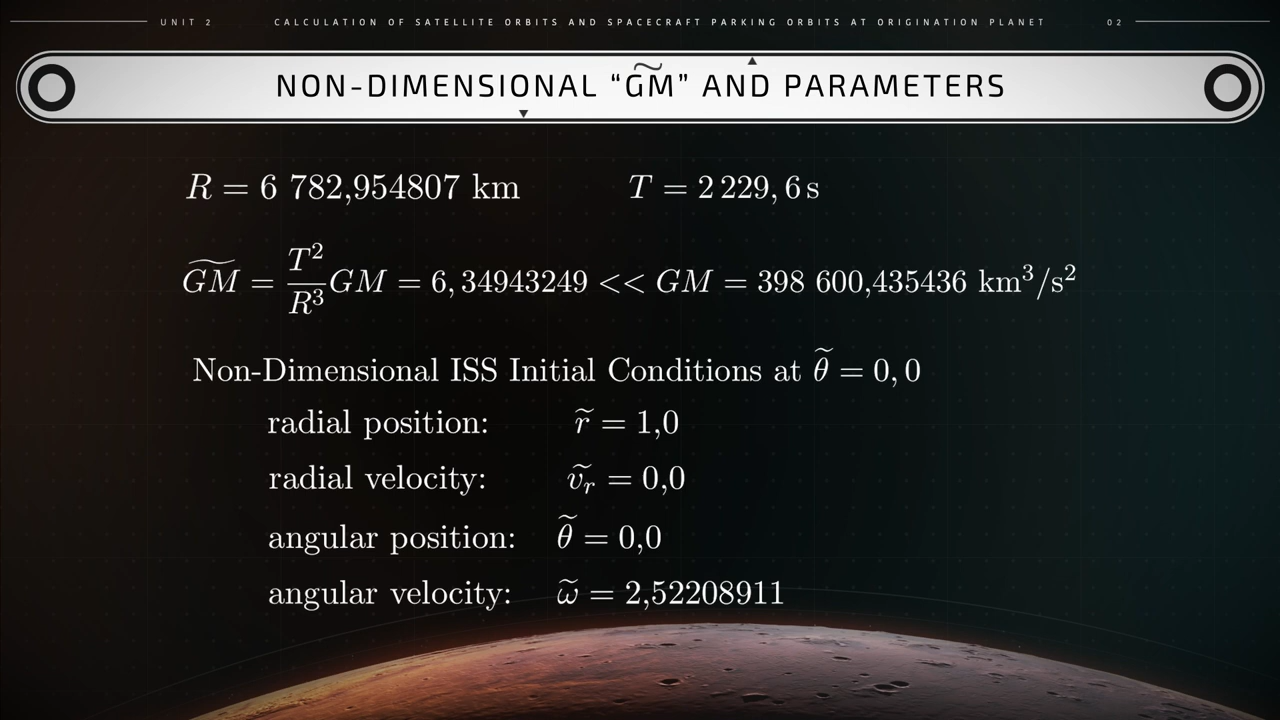 UNIT 2 CALCULATION OF SATELLITE ORBITS AND SPACECRAFT PARKING ORBITS AT ORIGINATION PLANET 02
NON-DIMENSIONAL “G͠M” AND PARAMETERS
R = 6 782,954807 km T = 2 229, 6 s
G͠M = T²/R³ GM = 6, 34943249 << GM = 398 600,435436 km³/s²
Non-Dimensional ISS Initial Conditions at θ̃ = 0, 0
radial position: r̃ = 1,0
radial velocity: ṽᵣ = 0,0
angular position: θ̃ = 0,0
angular velocity: ω̃ = 2,52208911